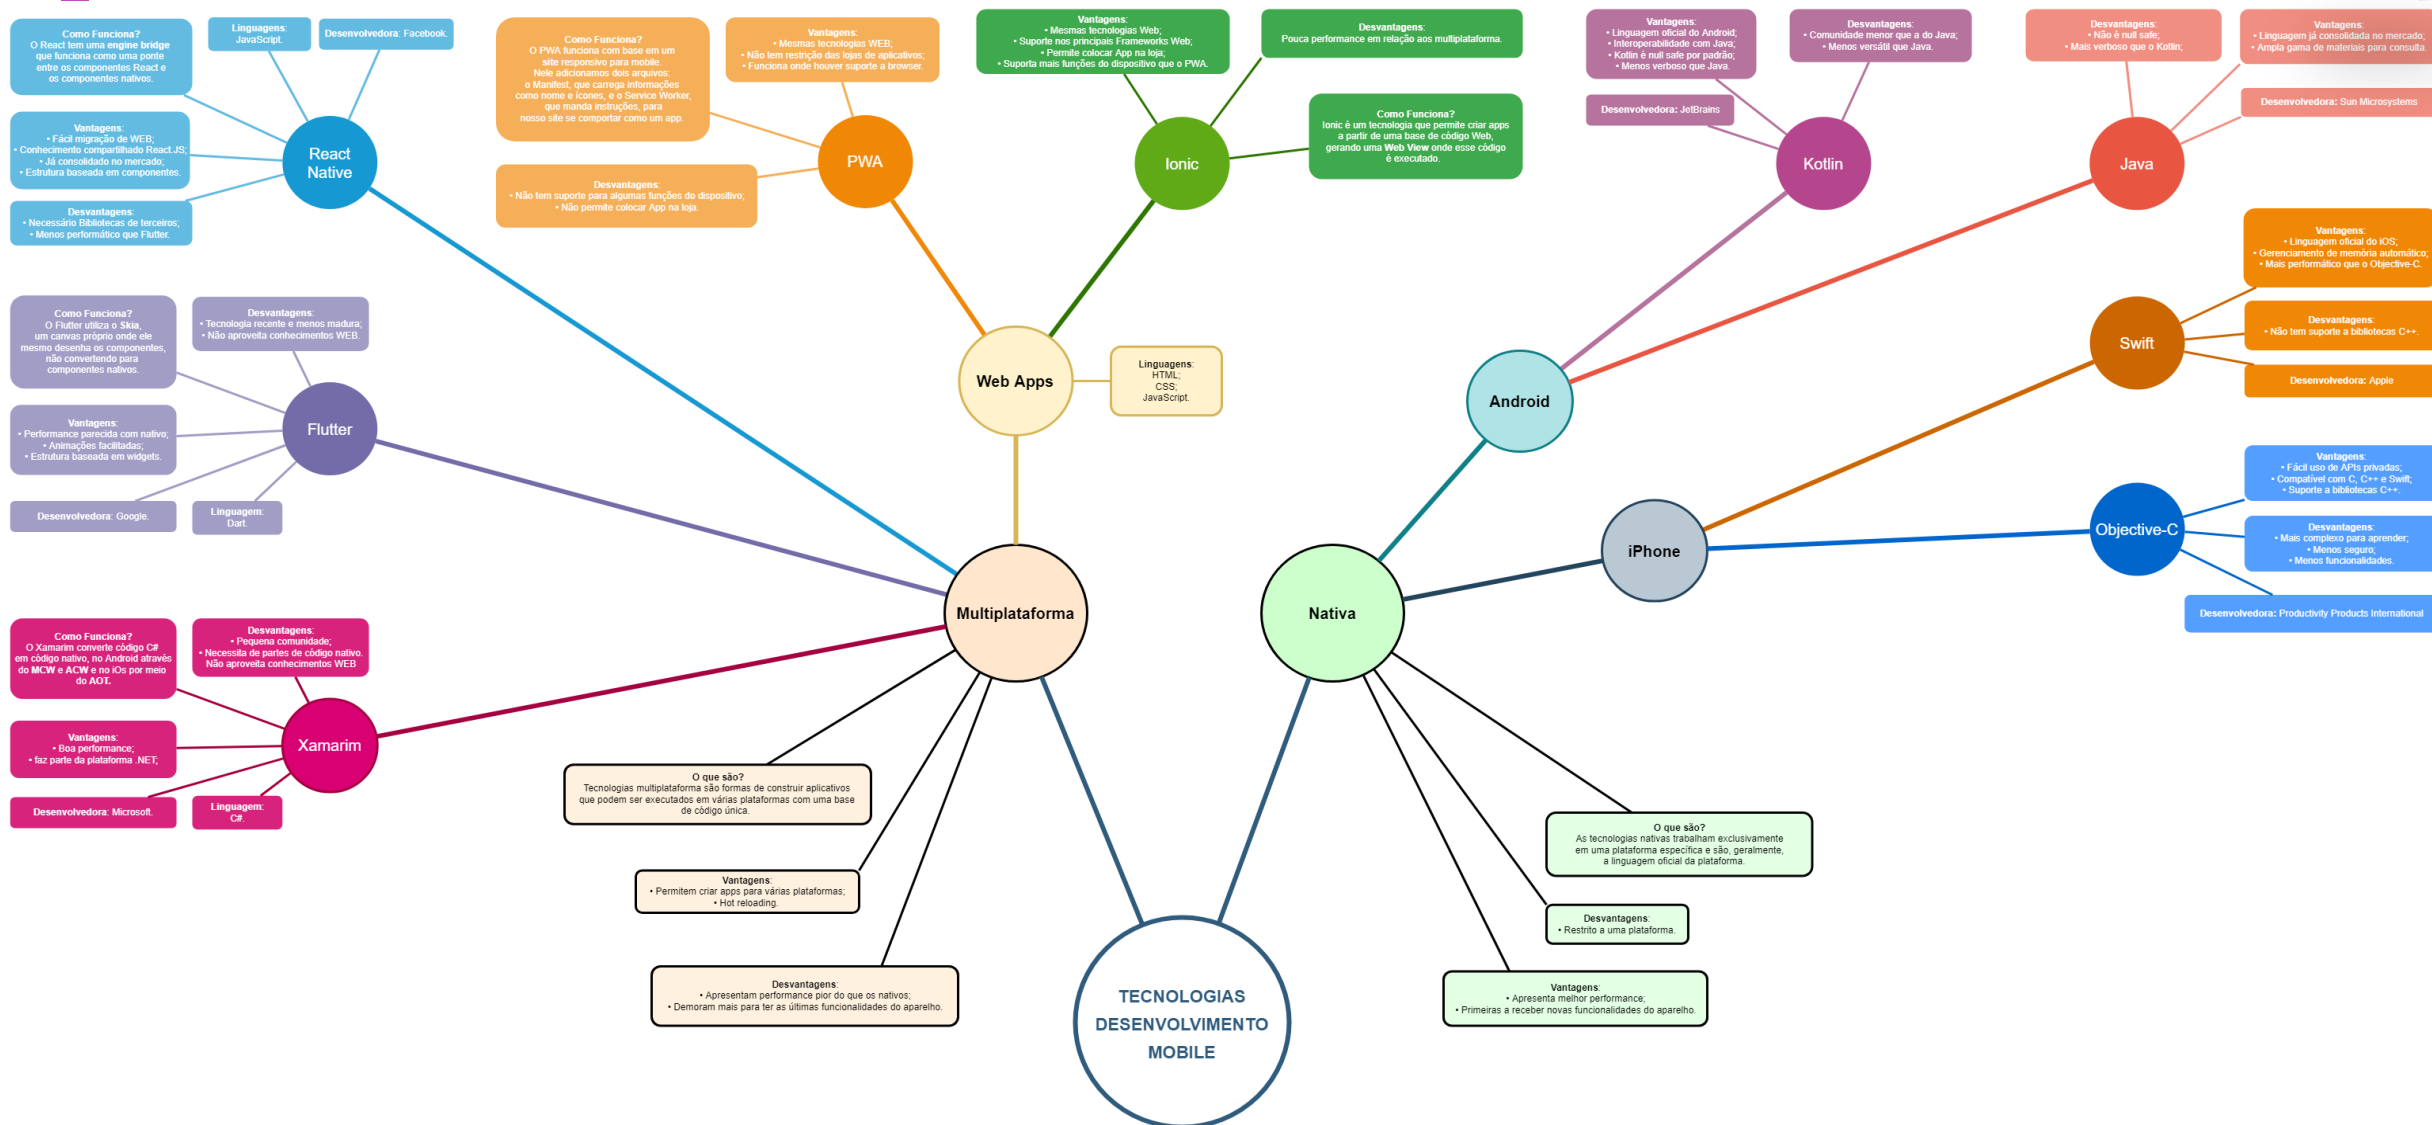 Como Funciona?
O React tem uma engine bridge
que funciona como uma ponte
entre os componentes React e
os componentes nativos.
Linguagens:
JavaScript.
Desenvolvedora: Facebook.
Vantagens:
• Fácil migração de WEB;
• Conhecimento compartilhado React.JS;
• Já consolidado no mercado;
• Estrutura baseada em componentes.
Desvantagens:
• Necessário Bibliotecas de terceiros;
• Menos performático que Flutter.
React
Native
Como Funciona?
O PWA funciona com base em um
site responsivo para mobile.
Nele adicionamos dois arquivos:
o Manifest, que carrega informações
como nome e ícones, e o Service Worker,
que manda instruções, para
nosso site se comportar como um app.
Vantagens:
• Mesmas tecnologias WEB;
• Não tem restrição das lojas de aplicativos;
• Funciona onde houver suporte a browser.
Desvantagens:
• Não tem suporte para algumas funções do dispositivo;
• Não permite colocar App na loja.
PWA
Vantagens:
• Mesmas tecnologias Web;
• Suporte nos principais Frameworks Web;
• Permite colocar App na loja;
• Suporta mais funções do dispositivo que o PWA.
Desvantagens:
Pouca performance em relação aos multiplataforma.
Como Funciona?
Ionic é um tecnologia que permite criar apps
a partir de uma base de código Web,
gerando uma Web View onde esse código
é executado.
Ionic
Vantagens:
• Linguagem oficial do Android;
• Interoperabilidade com Java;
• Kotlin é null safe por padrão;
• Menos verboso que Java.
Desvantagens:
• Comunidade menor que a do Java;
• Menos versátil que Java.
Desenvolvedora: JetBrains
Kotlin
Desvantagens:
• Não é null safe;
• Mais verboso que o Kotlin;
Vantagens:
• Linguagem já consolidada no mercado;
• Ampla gama de materiais para consulta.
Desenvolvedora: Sun Microsystems
Java
Vantagens:
• Linguagem oficial do iOS;
• Gerenciamento de memória automático;
• Mais performático que o Objective-C.
Desvantagens:
• Não tem suporte a bibliotecas C++.
Desenvolvedora: Apple
Swift
Como Funciona?
O Flutter utiliza o Skia,
um canvas próprio onde ele
mesmo desenha os componentes,
não convertendo para
componentes nativos.
Desvantagens:
• Tecnologia recente e menos madura;
• Não aproveita conhecimentos WEB.
Vantagens:
• Performance parecida com nativo;
• Animações facilitadas;
• Estrutura baseada em widgets.
Desenvolvedora: Google.
Linguagem:
Dart.
Flutter
Web Apps
Linguagens:
HTML;
CSS;
JavaScript.
Android
iPhone
Vantagens:
• Fácil uso de APIs privadas;
• Compatível com C, C++ e Swift;
• Suporte a bibliotecas C++.
Desvantagens:
• Mais complexo para aprender;
• Menos seguro;
• Menos funcionalidades.
Desenvolvedora: Productivity Products International
Objective-C
Multiplataforma
Nativa
Como Funciona?
O Xamarim converte código C#
em código nativo, no Android através
do MCW e ACW e no iOs por meio
do AOT.
Desvantagens:
• Pequena comunidade;
• Necessita de partes de código nativo.
Não aproveita conhecimentos WEB
Vantagens:
• Boa performance;
• faz parte da plataforma .NET;
Desenvolvedora: Microsoft.
Linguagem:
C#.
Xamarim
O que são?
Tecnologias multiplataforma são formas de construir aplicativos
que podem ser executados em várias plataformas com uma base
de código única.
Vantagens:
• Permitem criar apps para várias plataformas;
• Hot reloading.
Desvantagens:
• Apresentam performance pior do que os nativos;
• Demoram mais para ter as últimas funcionalidades do aparelho.
O que são?
As tecnologias nativas trabalham exclusivamente
em uma plataforma específica e são, geralmente,
a linguagem oficial da plataforma.
Desvantagens:
• Restrito a uma plataforma.
Vantagens:
• Apresenta melhor performance;
• Primeiras a receber novas funcionalidades do aparelho.
TECNOLOGIAS
DESENVOLVIMENTO
MOBILE